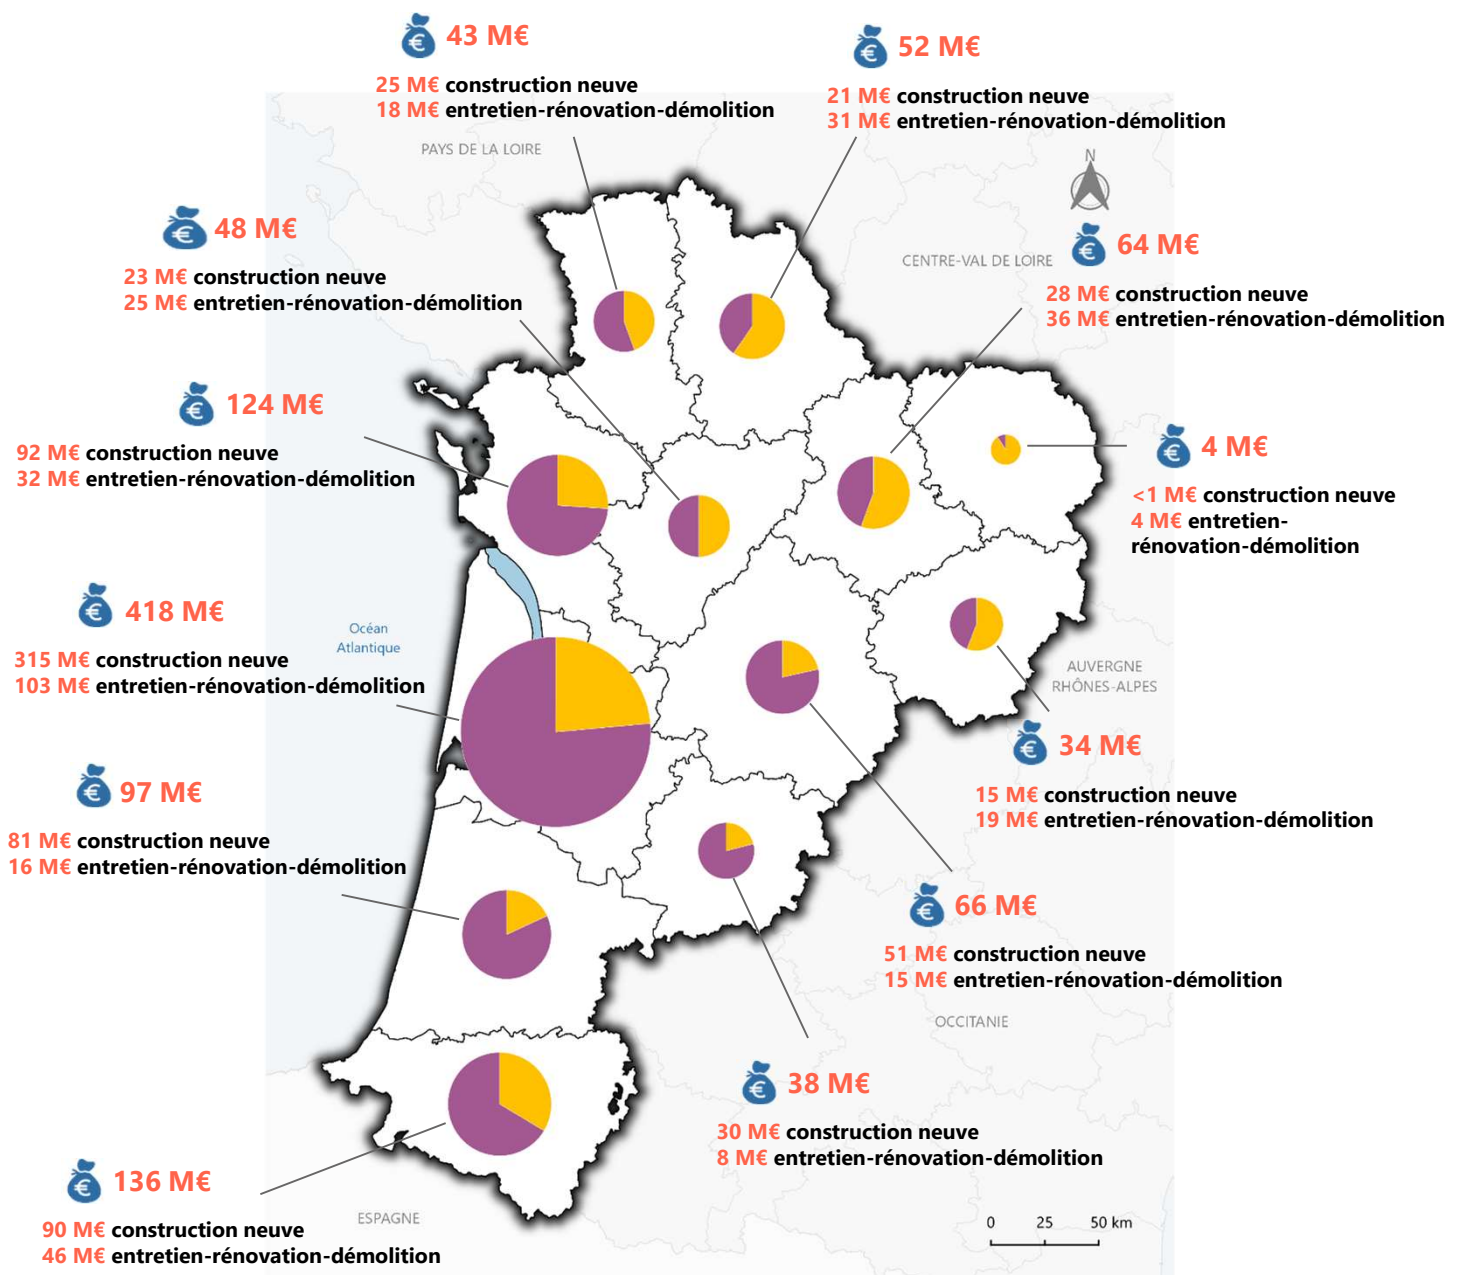 43 M€
25 M€ construction neuve
18 M€ entretien-rénovation-démolition
52 M€
21 M€ construction neuve
31 M€ entretien-rénovation-démolition
PAYS DE LA LOIRE
N
48 M€
23 M€ construction neuve
25 M€ entretien-rénovation-démolition
CENTRE-VAL DE LOIRE
64 M€
28 M€ construction neuve
36 M€ entretien-rénovation-démolition
124 M€
92 M€ construction neuve
32 M€ entretien-rénovation-démolition
4 M€
<1 M€ construction neuve
4 M€ entretien-
rénovation-démolition
418 M€
315 M€ construction neuve
103 M€ entretien-rénovation-démolition
Océan
Atlantique
AUVERGNE
RHÔNES-ALPES
34 M€
15 M€ construction neuve
19 M€ entretien-rénovation-démolition
97 M€
81 M€ construction neuve
16 M€ entretien-rénovation-démolition
66 M€
51 M€ construction neuve
15 M€ entretien-rénovation-démolition
OCCITANIE
38 M€
30 M€ construction neuve
8 M€ entretien-rénovation-démolition
136 M€
90 M€ construction neuve
46 M€ entretien-rénovation-démolition
ESPAGNE
0 25 50 km